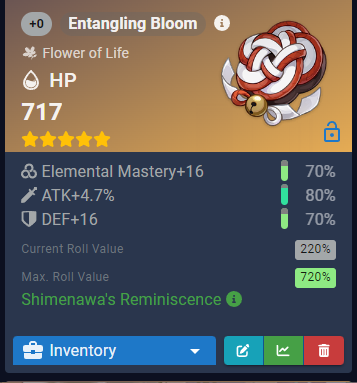 +0 Entangling Bloom
Flower of Life
HP
717
Elemental Mastery+16 70%
ATK+4.7% 80%
DEF+16 70%
Current Roll Value 220%
Max. Roll Value 720%
Shimenawa's Reminiscence
Inventory